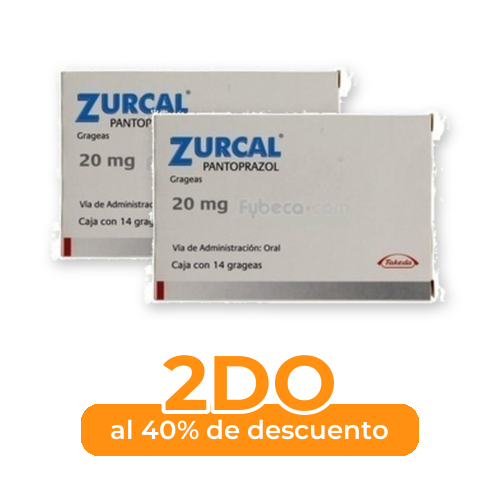 ZURCAL®
PANTOPRAZOL
Grageas
20 mg
Vía de Administración: Oral
Caja con 14 grageas
ZURCAL®
PANTOPRAZOL
Grageas
20 mg
Fybeca.com
Vía de Administración: Oral
Caja con 14 grageas
Takeda
2DO
al 40% de descuento